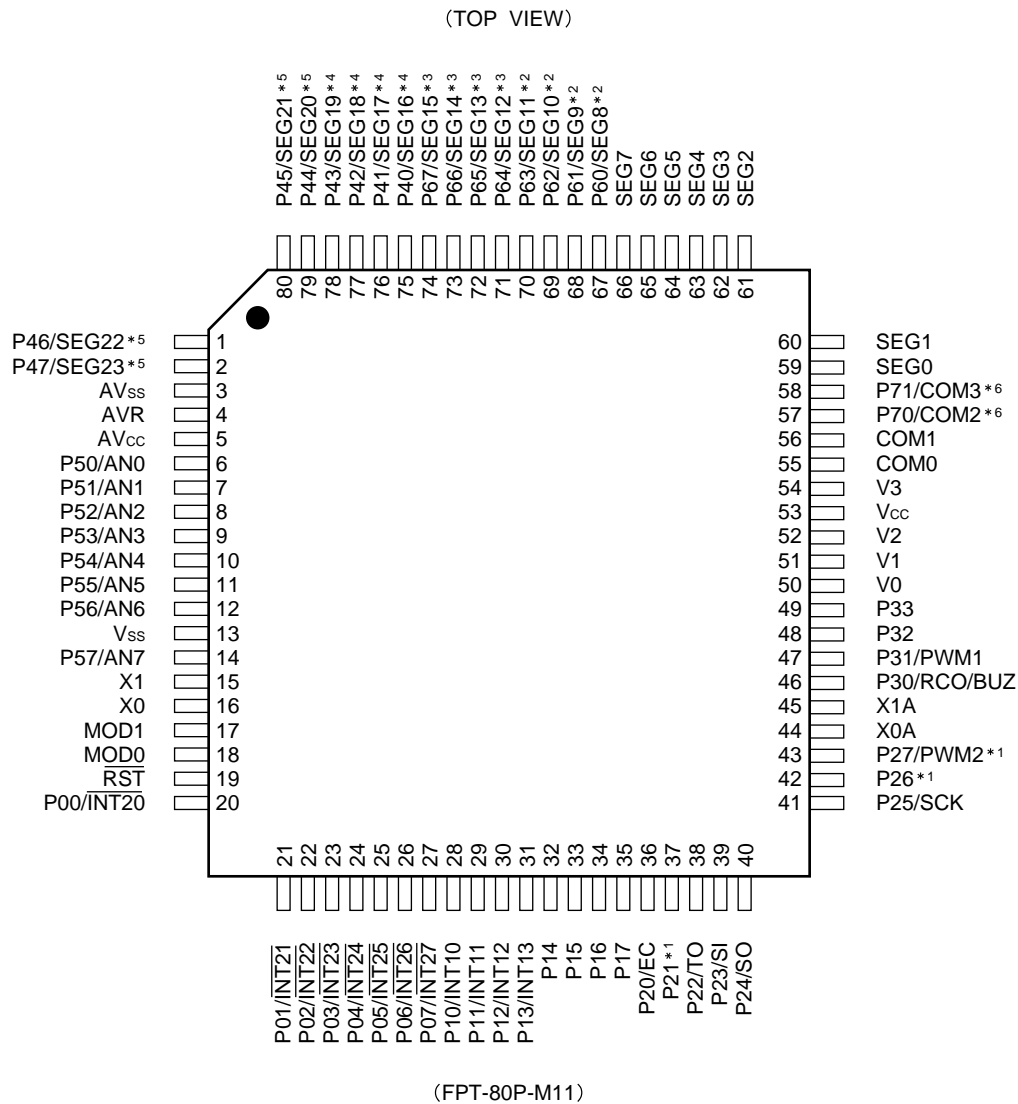 (TOP VIEW)
P45/SEG21*5
P44/SEG20*5
P43/SEG19*4
P42/SEG18*4
P41/SEG17*4
P40/SEG16*4
P67/SEG15*3
P66/SEG14*3
P65/SEG13*3
P64/SEG12*3
P63/SEG11*2
P62/SEG10*2
P61/SEG9*2
P60/SEG8*2
SEG7
SEG6
SEG5
SEG4
SEG3
SEG2
80 79 78 77 76 75 74 73 72 71 70 69 68 67 66 65 64 63 62 61
P46/SEG22*5 1
P47/SEG23*5 2
AVss 3
AVR 4
AVcc 5
P50/AN0 6
P51/AN1 7
P52/AN2 8
P53/AN3 9
P54/AN4 10
P55/AN5 11
P56/AN6 12
Vss 13
P57/AN7 14
X1 15
X0 16
MOD1 17
MOD0 18
RST 19
P00/INT20 20
60 SEG1
59 SEG0
58 P71/COM3*6
57 P70/COM2*6
56 COM1
55 COM0
54 V3
53 Vcc
52 V2
51 V1
50 V0
49 P33
48 P32
47 P31/PWM1
46 P30/RCO/BUZ
45 X1A
44 X0A
43 P27/PWM2*1
42 P26*1
41 P25/SCK
21 22 23 24 25 26 27 28 29 30 31 32 33 34 35 36 37 38 39 40
P01/INT21
P02/INT22
P03/INT23
P04/INT24
P05/INT25
P06/INT26
P07/INT27
P10/INT10
P11/INT11
P12/INT12
P13/INT13
P14
P15
P16
P17
P20/EC
P21*1
P22/TO
P23/SI
P24/SO
(FPT-80P-M11)